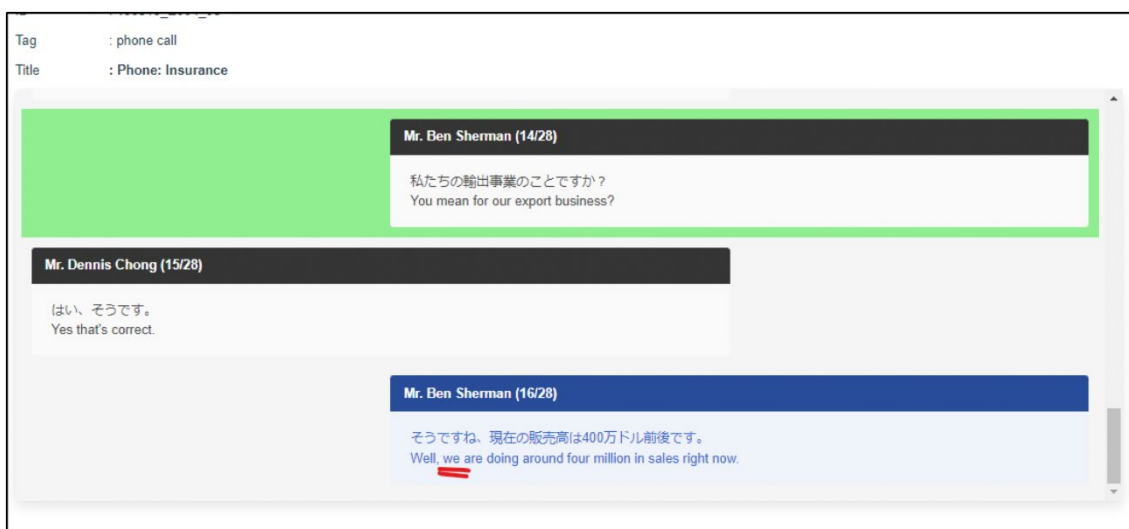 Tag : phone call
Title : Phone: Insurance
Mr. Ben Sherman (14/28)
私たちの輸出事業のことですか？
You mean for our export business?
Mr. Dennis Chong (15/28)
はい、そうです。
Yes that's correct.
Mr. Ben Sherman (16/28)
そうですね、現在の販売高は400万ドル前後です。
Well, we are doing around four million in sales right now.